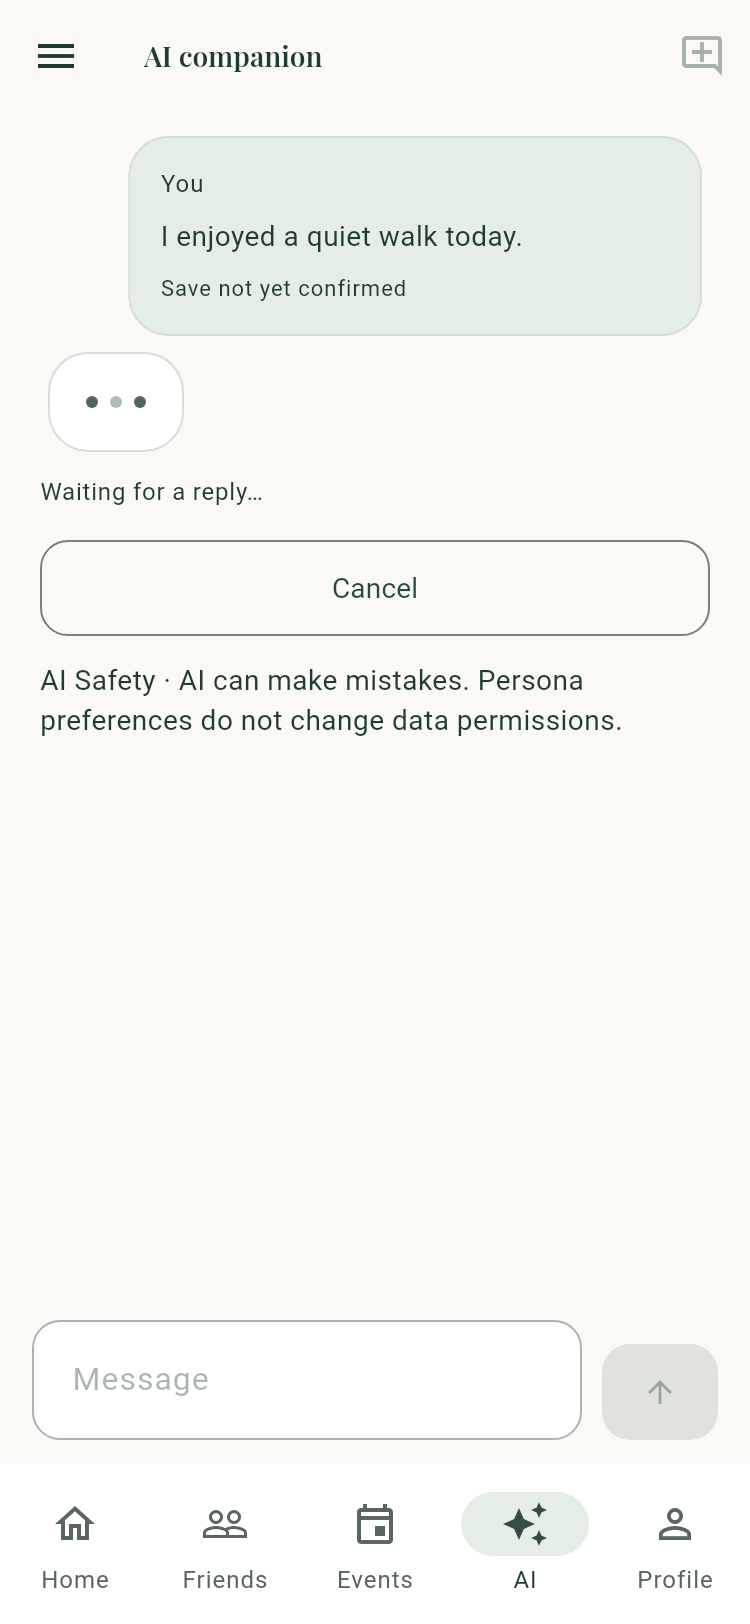 AI companion
You
I enjoyed a quiet walk today.
Save not yet confirmed
Waiting for a reply…
Cancel
AI Safety · AI can make mistakes. Persona
preferences do not change data permissions.
Message
Home
Friends
Events
AI
Profile